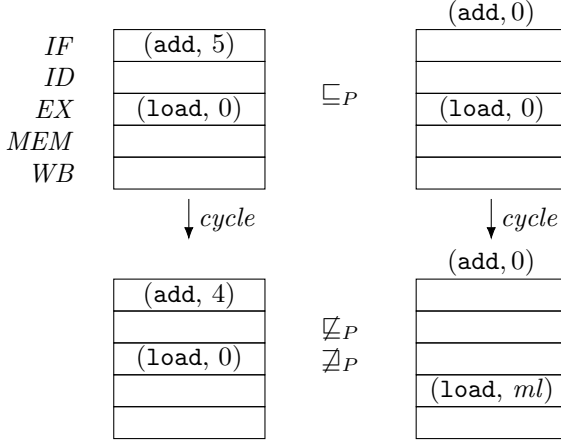 (add, 0)
IF (add, 5)
ID
EX (load, 0) ⊑P (load, 0)
MEM
WB
cycle cycle
(add, 0)
(add, 4)
⋢P
(load, 0) ⋣P
(load, ml)